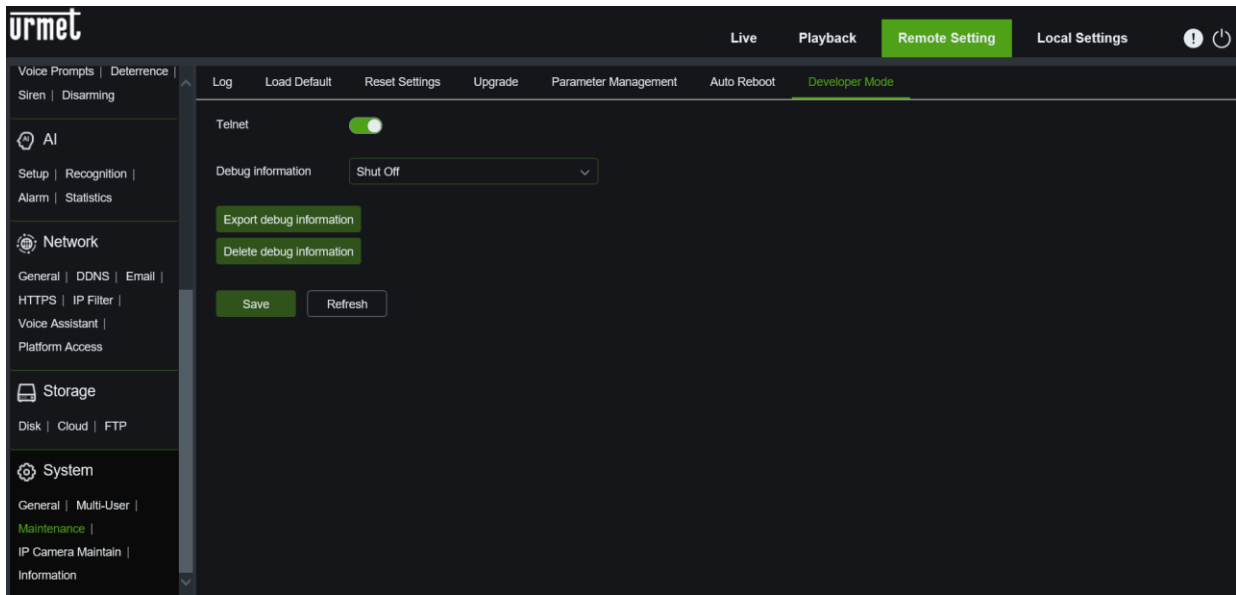 urmet
Live Playback Remote Setting Local Settings
Voice Prompts | Deterrence |
Siren | Disarming
AI
Setup | Recognition |
Alarm | Statistics
Network
General | DDNS | Email |
HTTPS | IP Filter |
Voice Assistant |
Platform Access
Storage
Disk | Cloud | FTP
System
General | Multi-User |
Maintenance |
IP Camera Maintain |
Information
Log Load Default Reset Settings Upgrade Parameter Management Auto Reboot Developer Mode
Telnet
Debug information Shut Off
Export debug information
Delete debug information
Save Refresh